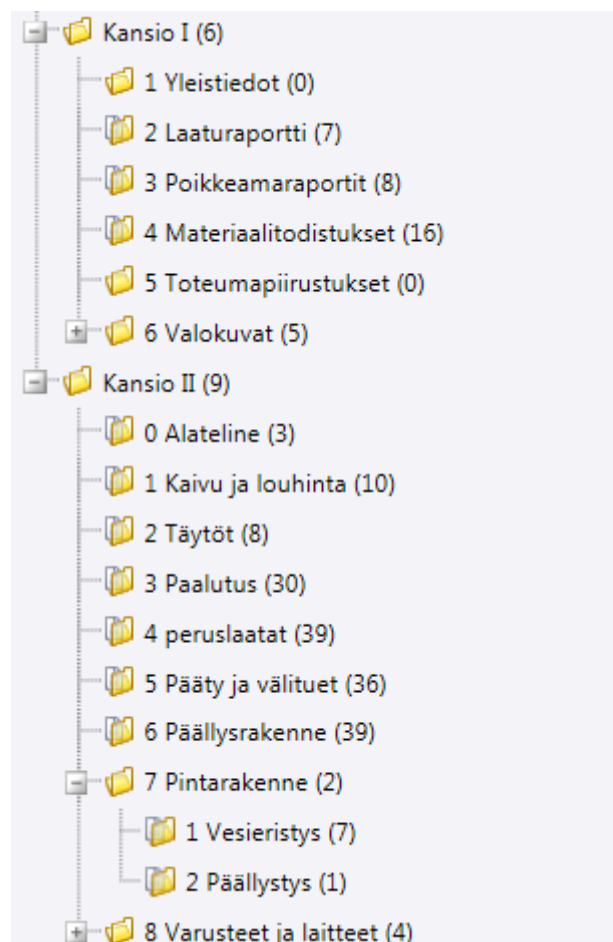 Kansio I (6)
1 Yleistiedot (0)
2 Laaturaportti (7)
3 Poikkeamaraportit (8)
4 Materiaalitodistukset (16)
5 Toteumapiirustukset (0)
6 Valokuvat (5)
Kansio II (9)
0 Alateline (3)
1 Kaivu ja louhinta (10)
2 Täytöt (8)
3 Paalutus (30)
4 peruslaatat (39)
5 Pääty ja välituet (36)
6 Päällysrakenne (39)
7 Pintarakenne (2)
1 Vesieristys (7)
2 Päällystys (1)
8 Varusteet ja laitteet (4)